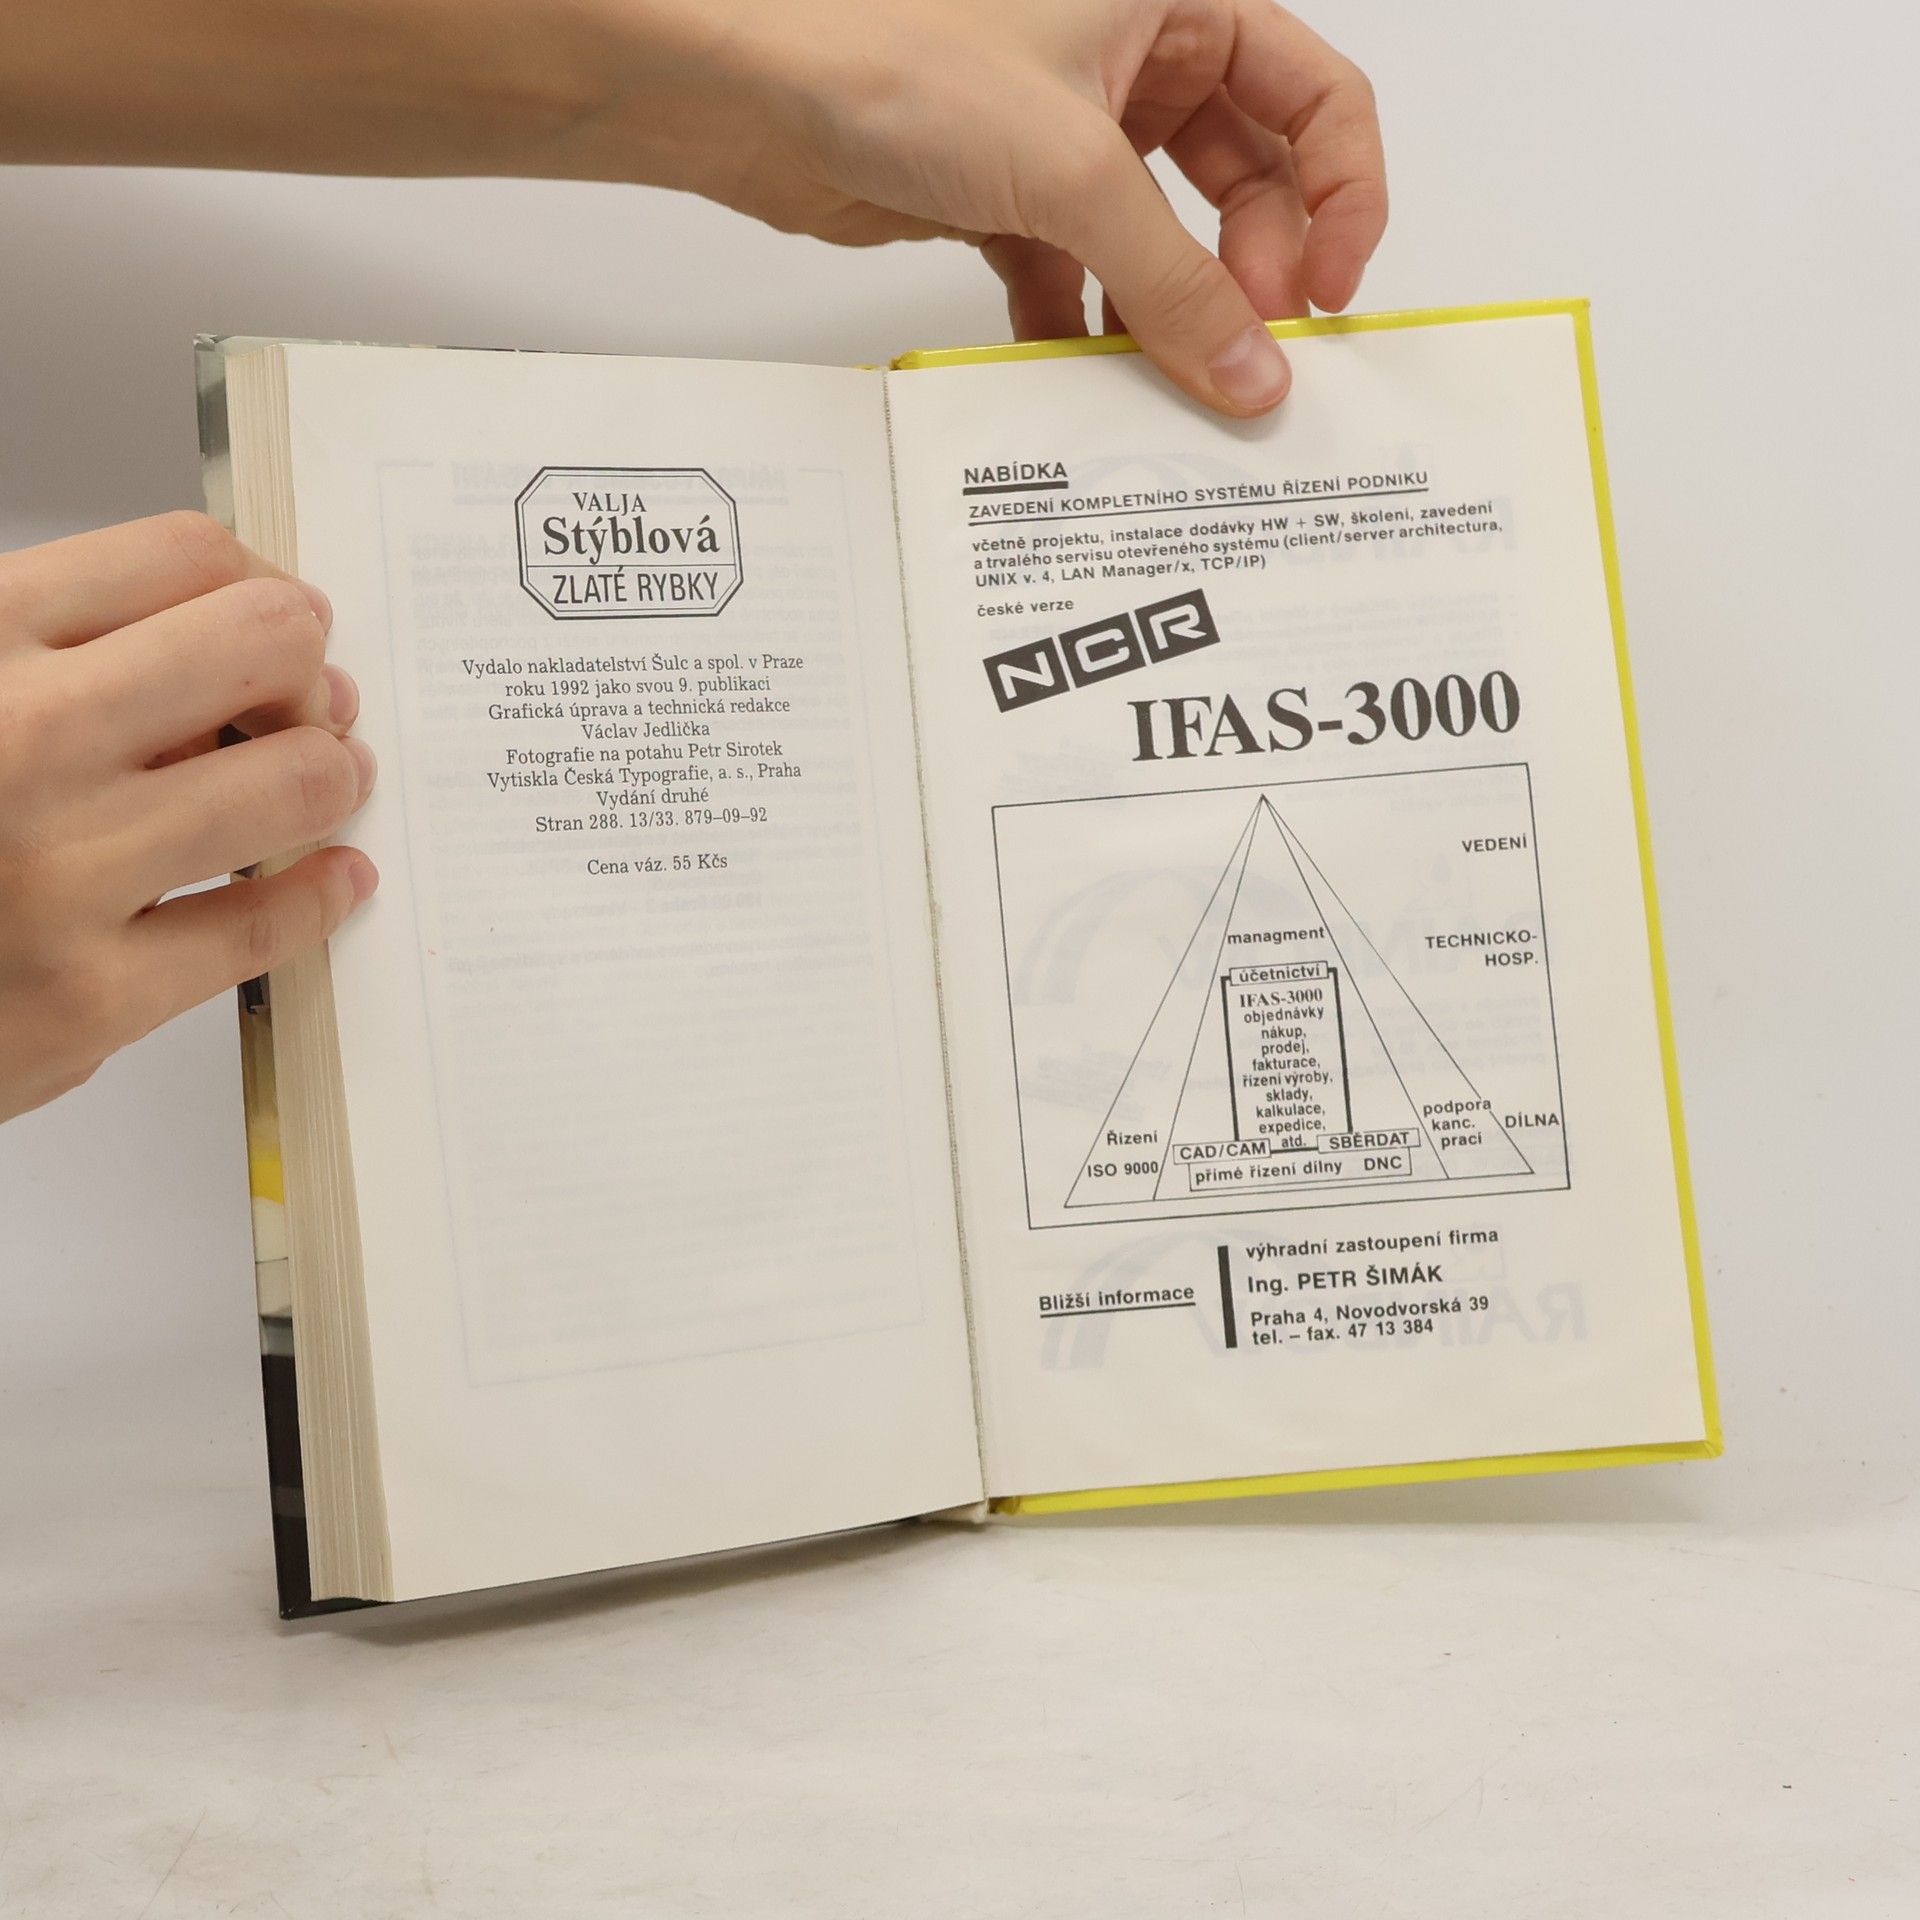 VALJA
Stýblová
ZLATÉ RYBKY
Vydalo nakladatelství Šulc a spol. v Praze
roku 1992 jako svou 9. publikaci
Grafická úprava a technická redakce
Václav Jedlička
Fotografie na potahu Petr Sirotek
Vytiskla Česká Typografie, a. s., Praha
Vydání druhé
Stran 288. 13/33. 879–09–92
Cena váz. 55 Kčs
NABÍDKA
ZAVEDENÍ KOMPLETNÍHO SYSTÉMU ŘÍZENÍ PODNIKU
včetně projektu, instalace dodávky HW + SW, školení, zavedení
a trvalého servisu otevřeného systému (client/server architectura,
UNIX v. 4, LAN Manager/x, TCP/IP)
české verze
NCR
IFAS-3000
VEDENÍ
managment
TECHNICKO-
HOSP.
účetnictví
IFAS-3000
objednávky
nákup,
prodej,
fakturace,
řízení výroby,
sklady,
kalkulace,
expedice,
atd.
Řízení
ISO 9000
CAD/CAM
SBĚRDAT
přímé řízení dílny DNC
podpora
kanc.
prací
DÍLNA
Bližší informace
výhradní zastoupení firma
Ing. PETR ŠIMÁK
Praha 4, Novodvorská 39
tel. – fax. 47 13 384